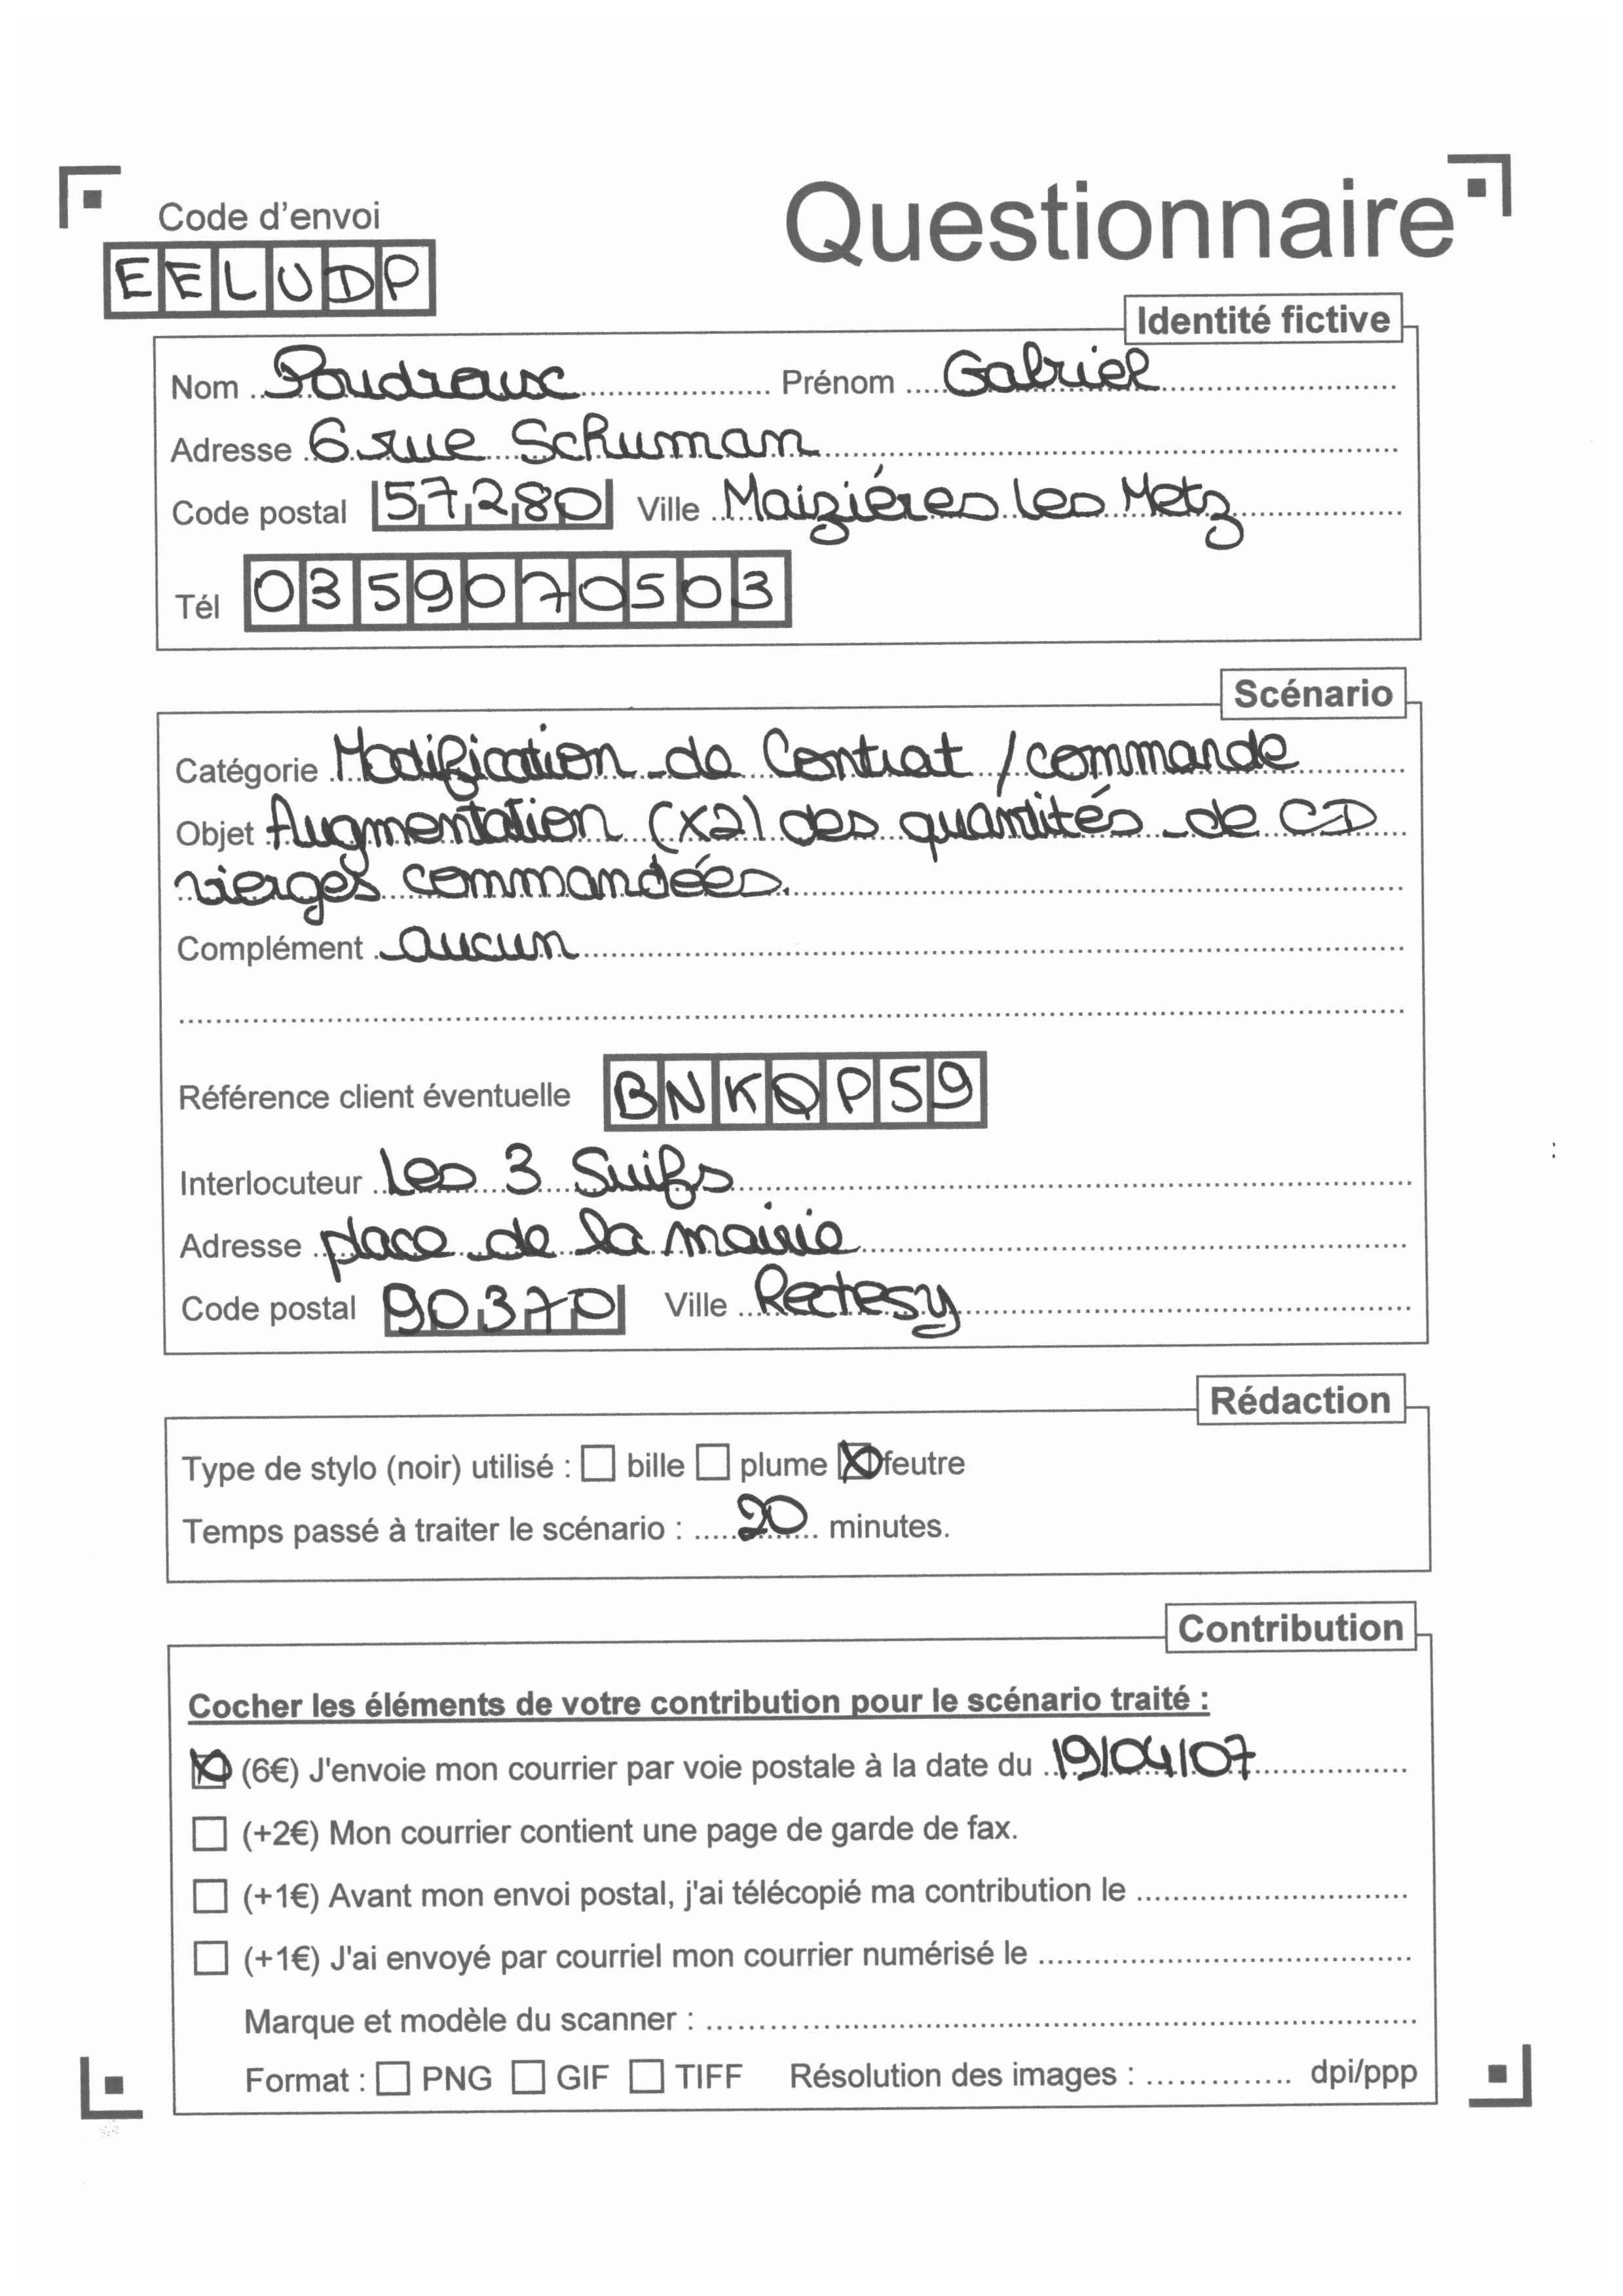 Questionnaire
Code d'envoi
EELUDP
Identité fictive
Nom Poudraux Prénom Gabriel
Adresse 6 rue Schuman
Code postal 57280 Ville Maiziéres les Metz
Tél 0359070503
Scénario
Catégorie Modification de Contrat / commande
Objet Augmentation (x2) des quantités de CD
vierges commandées.
Complément aucun
Référence client éventuelle BNKQP59
Interlocuteur Les 3 Suifs
Adresse place de la mairie
Code postal 90370 Ville Rechesy
Rédaction
Type de stylo (noir) utilisé : bille plume feutre
Temps passé à traiter le scénario : 20 minutes.
Contribution
Cocher les éléments de votre contribution pour le scénario traité :
(6€) J'envoie mon courrier par voie postale à la date du 19/04/07
(+2€) Mon courrier contient une page de garde de fax.
(+1€) Avant mon envoi postal, j'ai télécopié ma contribution le
(+1€) J'ai envoyé par courriel mon courrier numérisé le
Marque et modèle du scanner :
Format : PNG GIF TIFF Résolution des images : dpi/ppp